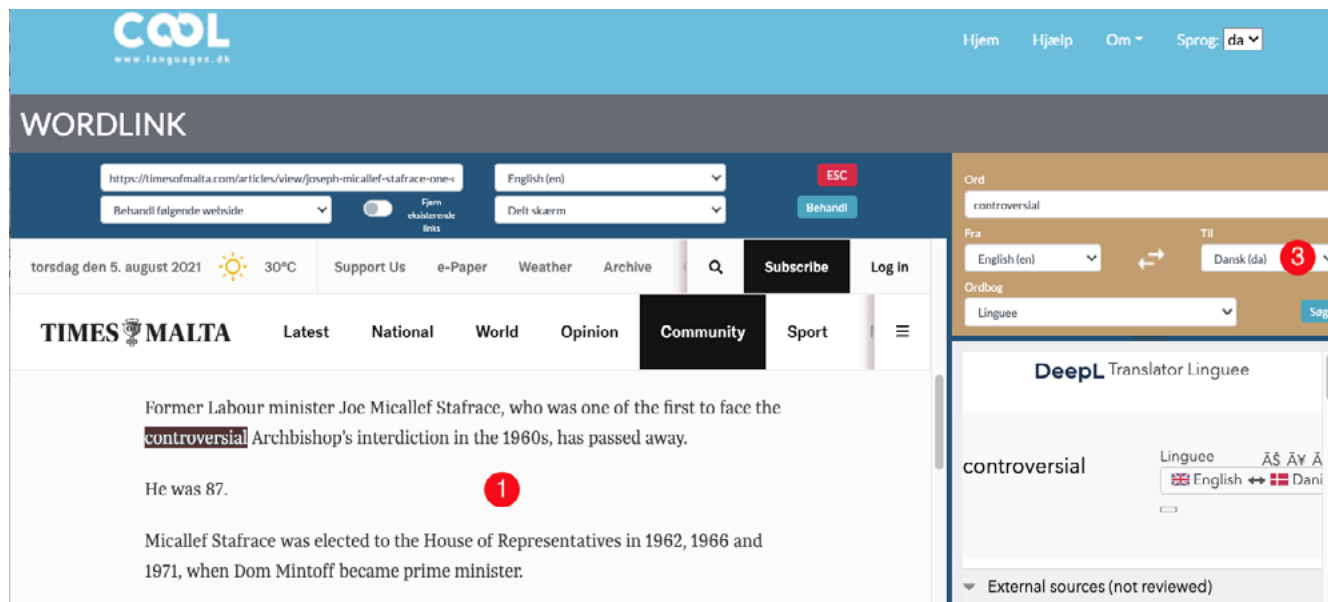 COOL
www.languages.dk
Hjem Hjælp Om Sprog: da
WORDLINK
https://timesofmalta.com/articles/view/joseph-micallef-stafrace-one-o
English (en)
ESC
Behandl følgende webside
Fjern
eksisterende
links
Delt skærm
Behandl
Ord
controversial
Fra
Til
English (en)
Dansk (da)
3
Ordbog
Linguee
Søg
torsdag den 5. august 2021 30°C Support Us e-Paper Weather Archive
Subscribe
Log in
TIMES MALTA
Latest National World Opinion Community Sport
Former Labour minister Joe Micallef Stafrace, who was one of the first to face the
controversial Archbishop's interdiction in the 1960s, has passed away.
He was 87.
1
Micallef Stafrace was elected to the House of Representatives in 1962, 1966 and
1971, when Dom Mintoff became prime minister.
DeepL Translator Linguee
controversial
Linguee Ä$ Ä¥ Ä
English ↔ Dani
External sources (not reviewed)